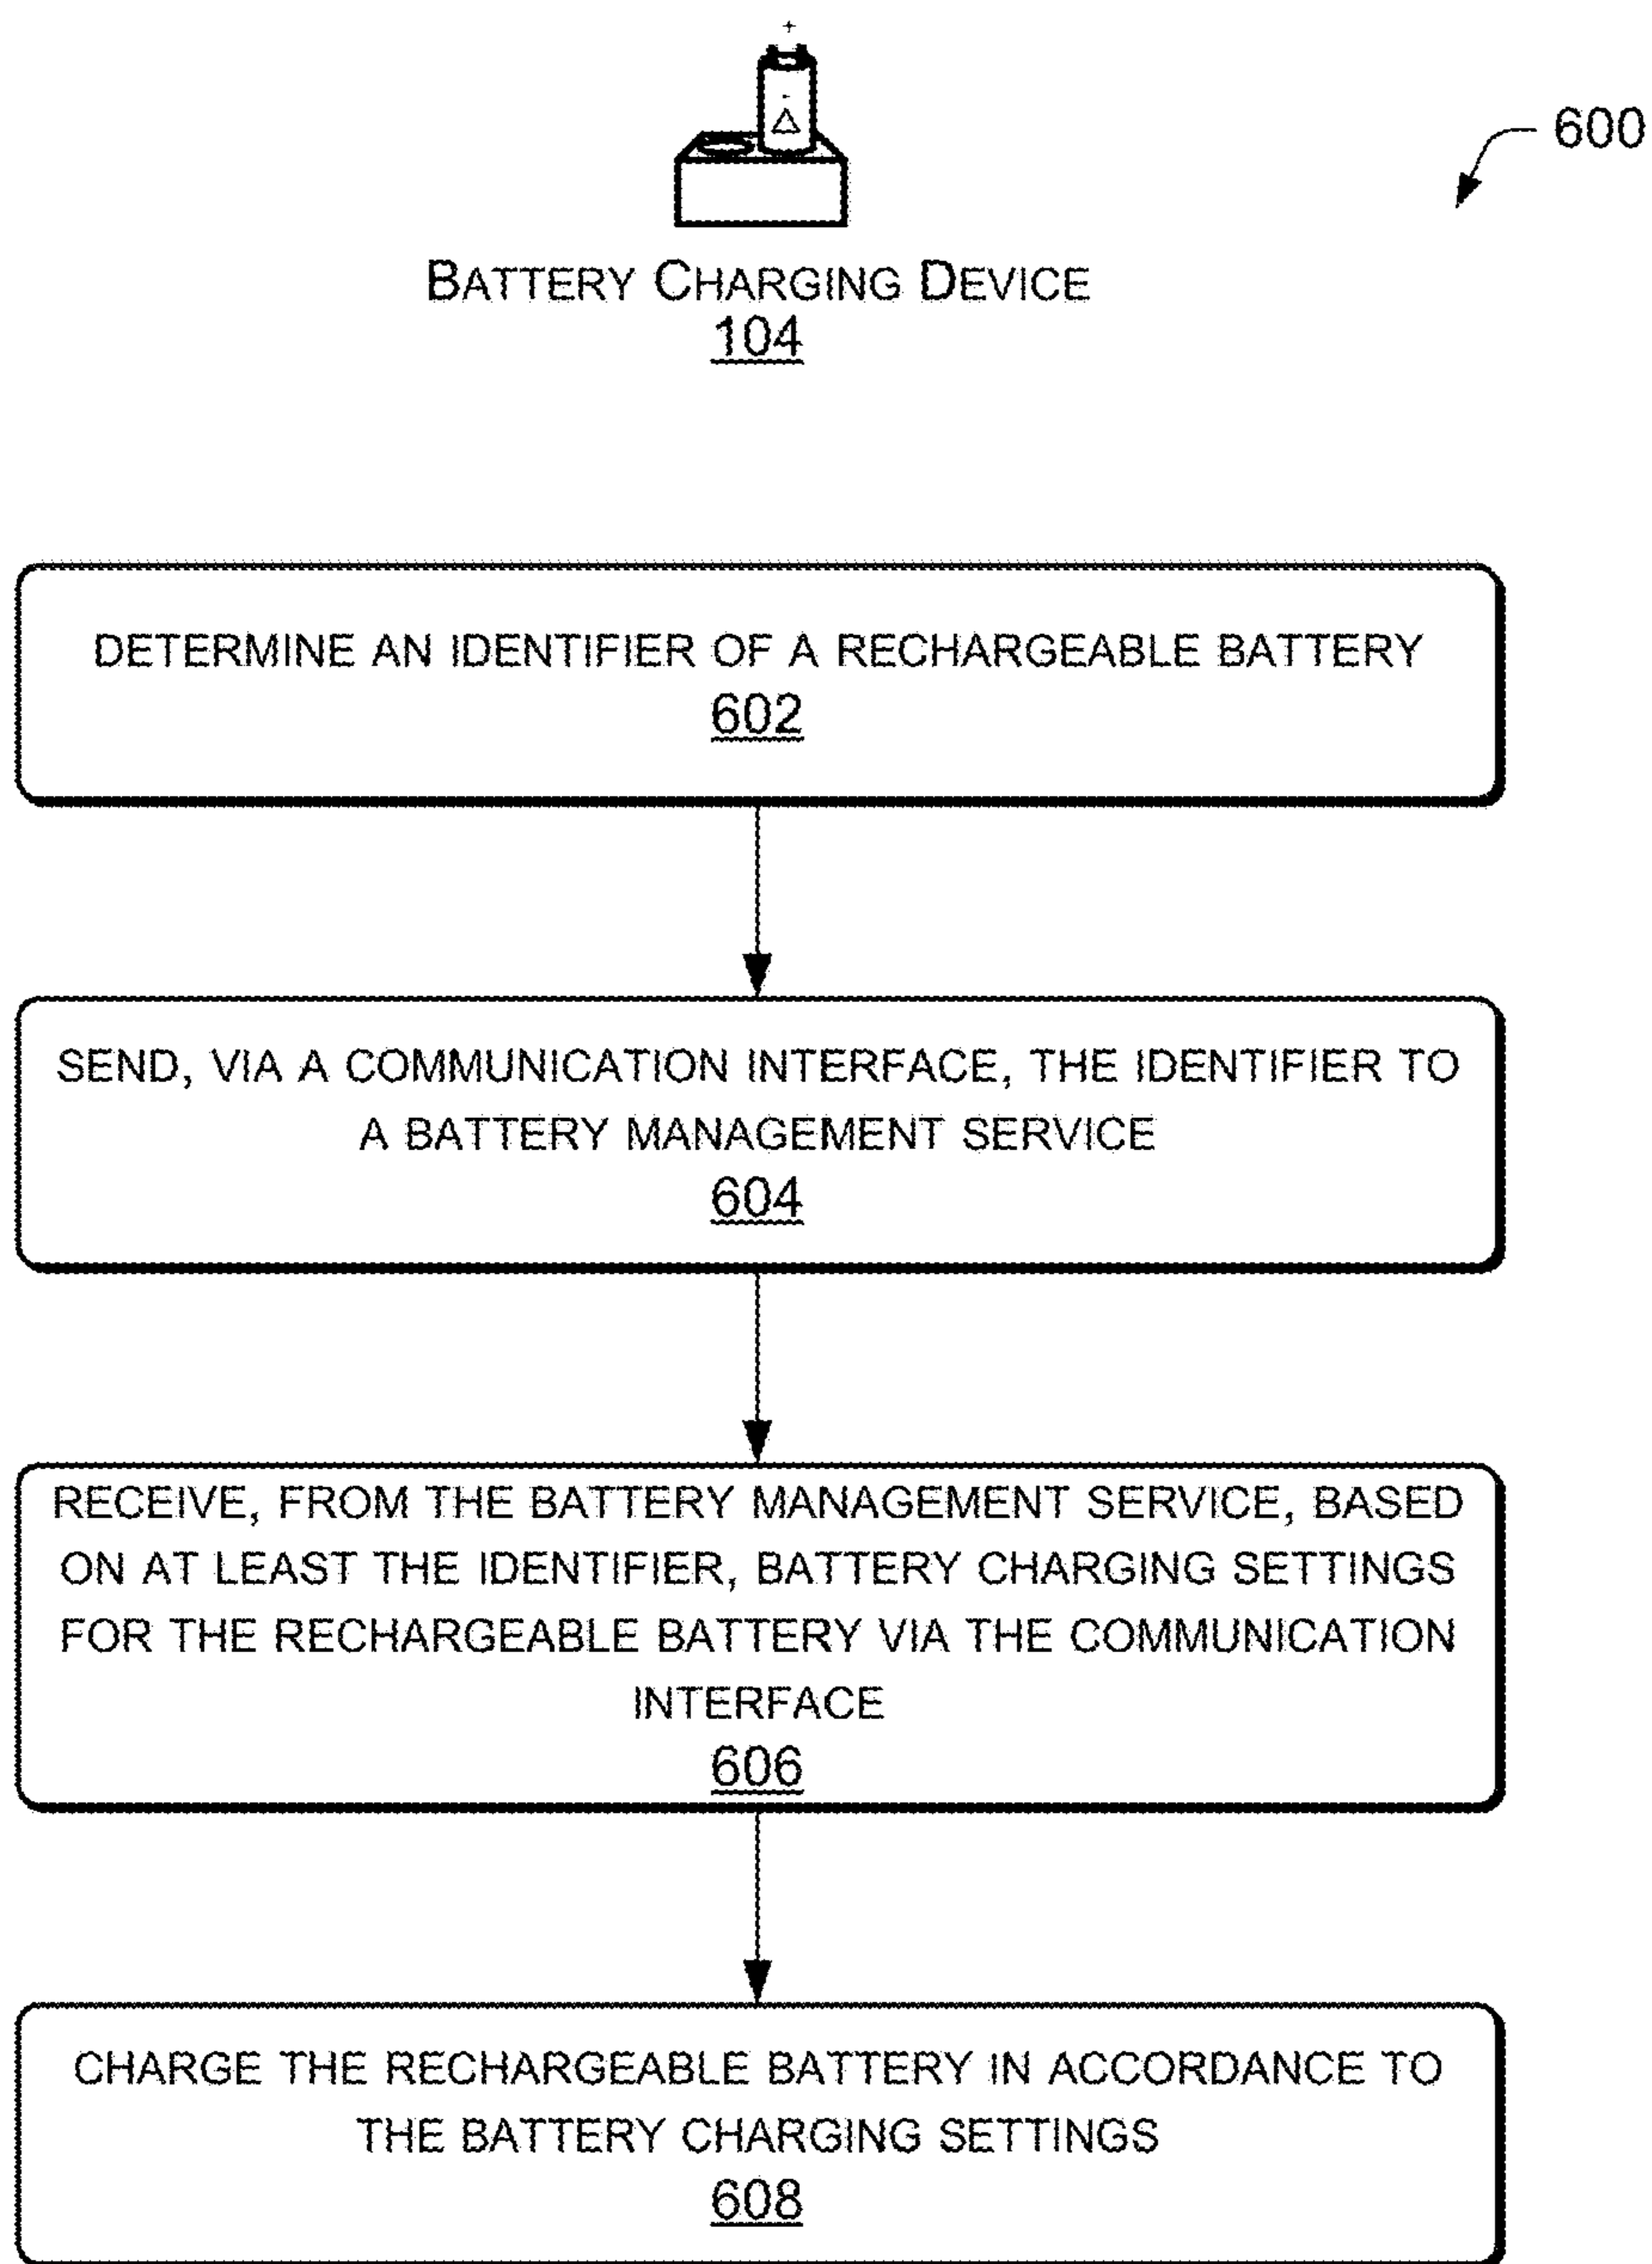 +
-
600
BATTERY CHARGING DEVICE
104
DETERMINE AN IDENTIFIER OF A RECHARGEABLE BATTERY
602
SEND, VIA A COMMUNICATION INTERFACE, THE IDENTIFIER TO
A BATTERY MANAGEMENT SERVICE
604
RECEIVE, FROM THE BATTERY MANAGEMENT SERVICE, BASED
ON AT LEAST THE IDENTIFIER, BATTERY CHARGING SETTINGS
FOR THE RECHARGEABLE BATTERY VIA THE COMMUNICATION
INTERFACE
606
CHARGE THE RECHARGEABLE BATTERY IN ACCORDANCE TO
THE BATTERY CHARGING SETTINGS
608